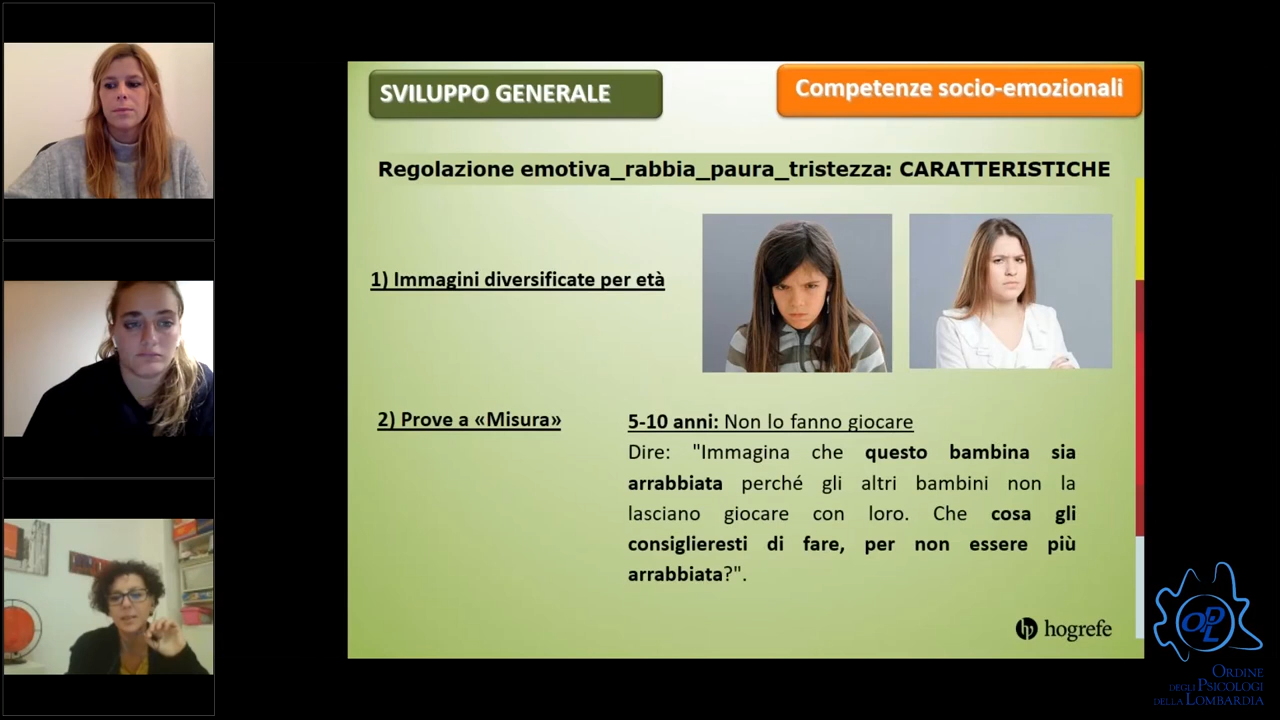 SVILUPPO GENERALE
Competenze socio-emozionali
Regolazione emotiva_rabbia_paura_tristezza: CARATTERISTICHE
1) Immagini diversificate per età
2) Prove a «Misura»
5-10 anni: Non lo fanno giocare
Dire: "Immagina che questo bambina sia
arrabbiata perché gli altri bambini non la
lasciano giocare con loro. Che cosa gli
consiglieresti di fare, per non essere più
arrabbiata?".
hogrefe
OPL
ORDINE
DEGLI PSICOLOGI
DELLA LOMBARDIA